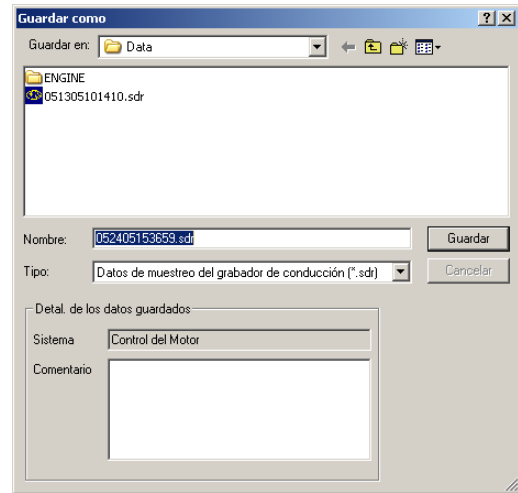 Guardar como
Guardar en: Data
ENGINE
051305101410.sdr
Nombre: 052405153659.sdr Guardar
Tipo: Datos de muestreo del grabador de conducción (*.sdr) Cancelar
Detal. de los datos guardados
Sistema Control del Motor
Comentario